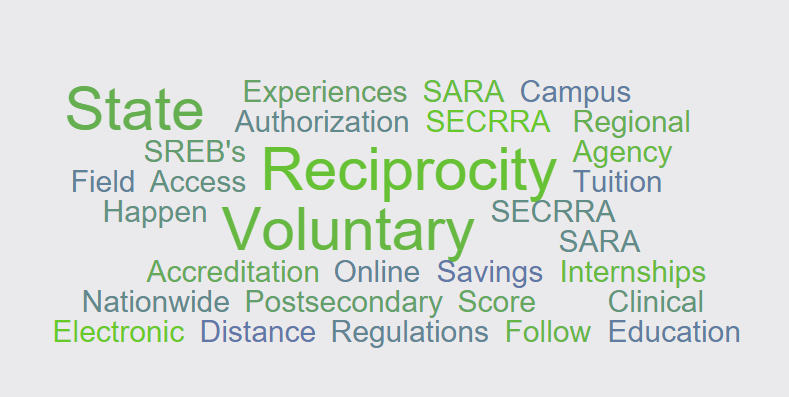 State Experiences SARA Campus
Authorization SECRRA Regional
SREB's Reciprocity Agency
Field Access Tuition
Happen Voluntary SECRRA
SARA
Accreditation Online Savings Internships
Nationwide Postsecondary Score Clinical
Electronic Distance Regulations Follow Education